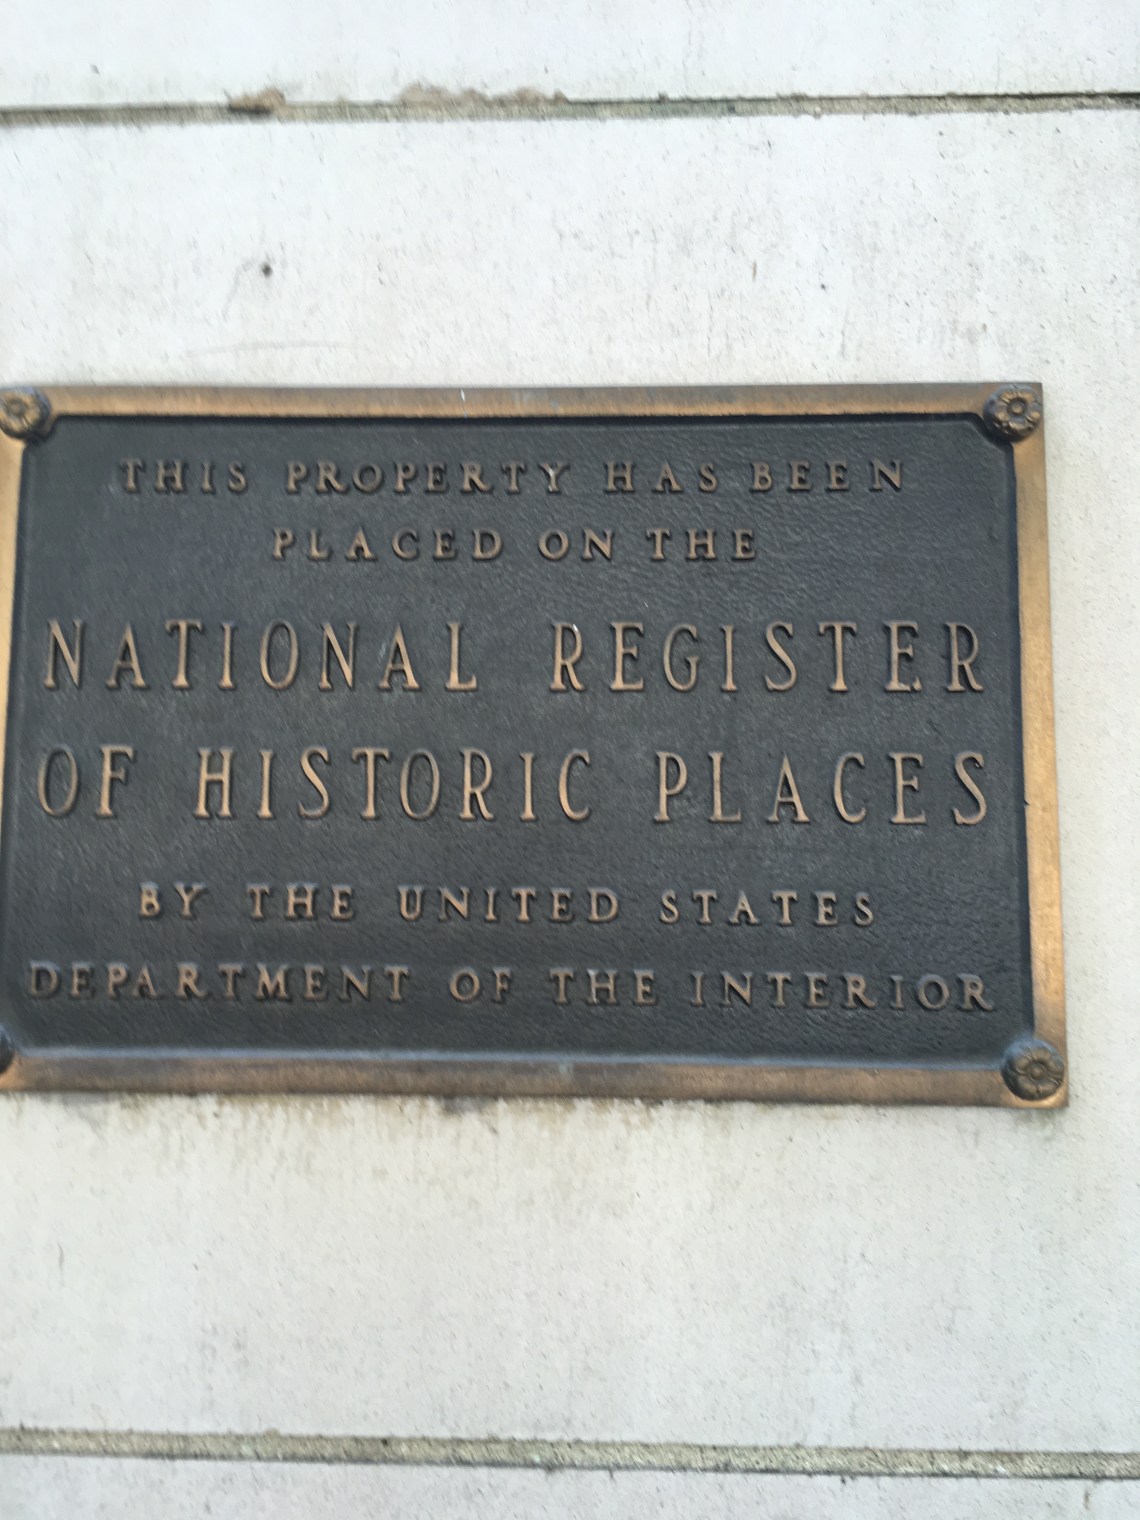 THIS PROPERTY HAS BEEN
PLACED ON THE
NATIONAL REGISTER
OF HISTORIC PLACES
BY THE UNITED STATES
DEPARTMENT OF THE INTERIOR